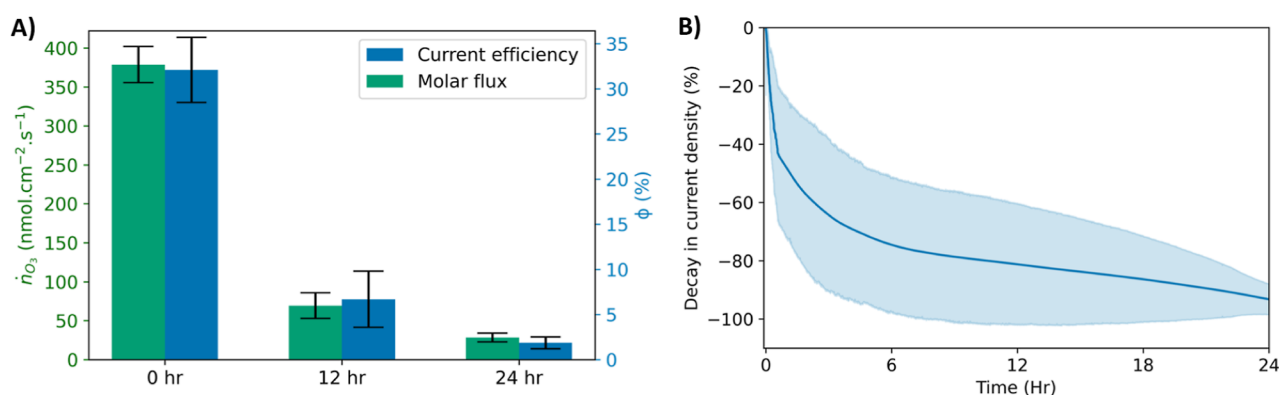 A)
400
350
300
250
200
150
100
50
0
ṅO₃ (nmol.cm⁻².s⁻¹)
Current efficiency
Molar flux
35
30
25
20
15
10
5
0
ϕ (%)
0 hr
12 hr
24 hr
B)
0
−20
−40
−60
−80
−100
Decay in current density (%)
0
6
12
18
24
Time (Hr)